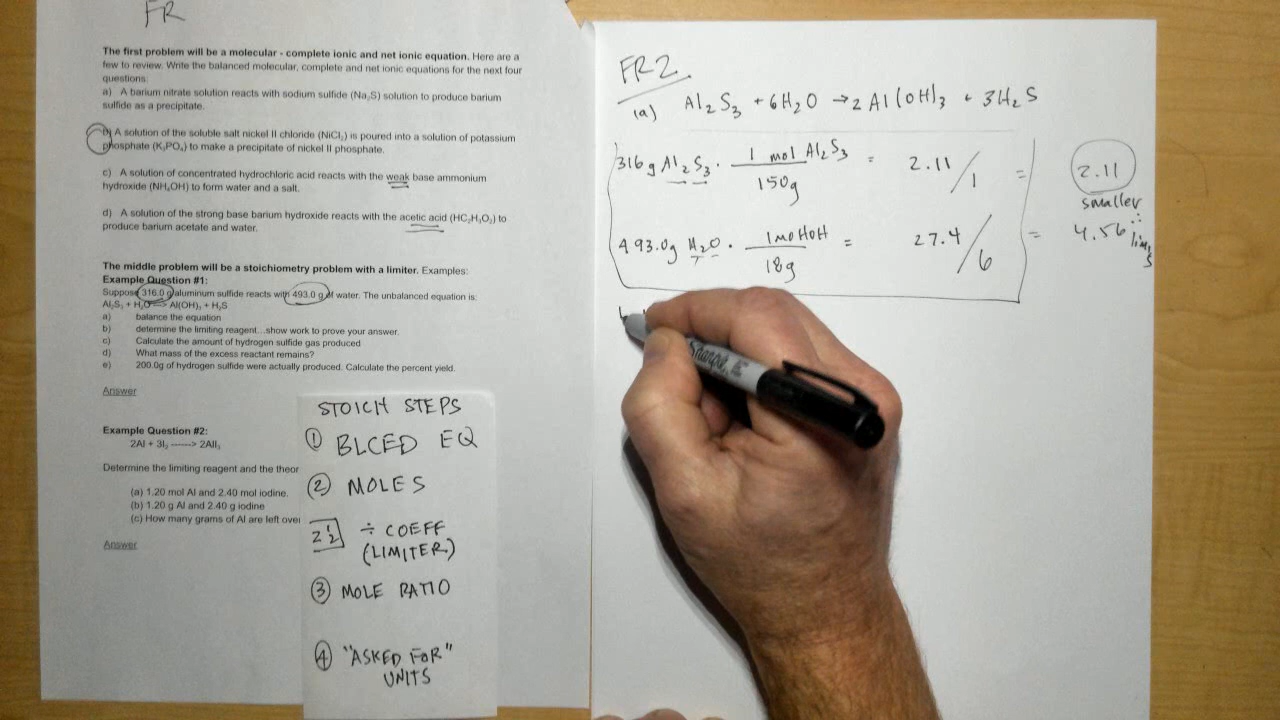 FR
The first problem will be a molecular - complete ionic and net ionic equation. Here are a
few to review. Write the balanced molecular, complete and net ionic equations for the next four
questions:
a) A barium nitrate solution reacts with sodium sulfide (Na₂S) solution to produce barium
sulfide as a precipitate.
b) A solution of the soluble salt nickel II chloride (NiCl₂) is poured into a solution of potassium
phosphate (K₃PO₄) to make a precipitate of nickel II phosphate.
c) A solution of concentrated hydrochloric acid reacts with the weak base ammonium
hydroxide (NH₄OH) to form water and a salt.
d) A solution of the strong base barium hydroxide reacts with the acetic acid (HC₂H₃O₂) to
produce barium acetate and water.
The middle problem will be a stoichiometry problem with a limiter. Examples:
Example Question #1:
Suppose 316.0 g aluminum sulfide reacts with 493.0 g of water. The unbalanced equation is:
Al₂S₃ + H₂O ==> Al(OH)₃ + H₂S
a) balance the equation
b) determine the limiting reagent...show work to prove your answer.
c) Calculate the amount of hydrogen sulfide gas produced
d) What mass of the excess reactant remains?
e) 200.0g of hydrogen sulfide were actually produced. Calculate the percent yield.
Answer
Example Question #2:
2Al + 3I₂ ------> 2AlI₃
Determine the limiting reagent and the
(a) 1.20 mol Al and 2.40 mol iodine.
(b) 1.20 g Al and 2.40 g iodine
(c) How many grams of Al are left
Answer
STOICH STEPS
① BLCED EQ
② MOLES
2½ ÷ COEFF
(LIMITER)
③ MOLE RATIO
④ "ASKED FOR"
UNITS
FR2
(a) Al₂S₃ + 6H₂O → 2Al(OH)₃ + 3H₂S
316g Al₂S₃ · 1 mol Al₂S₃ / 150g = 2.11/1 = 2.11
smaller
∴
493.0g H₂O · 1mol HOH / 18g = 27.4/6 = 4.56
Sharpie